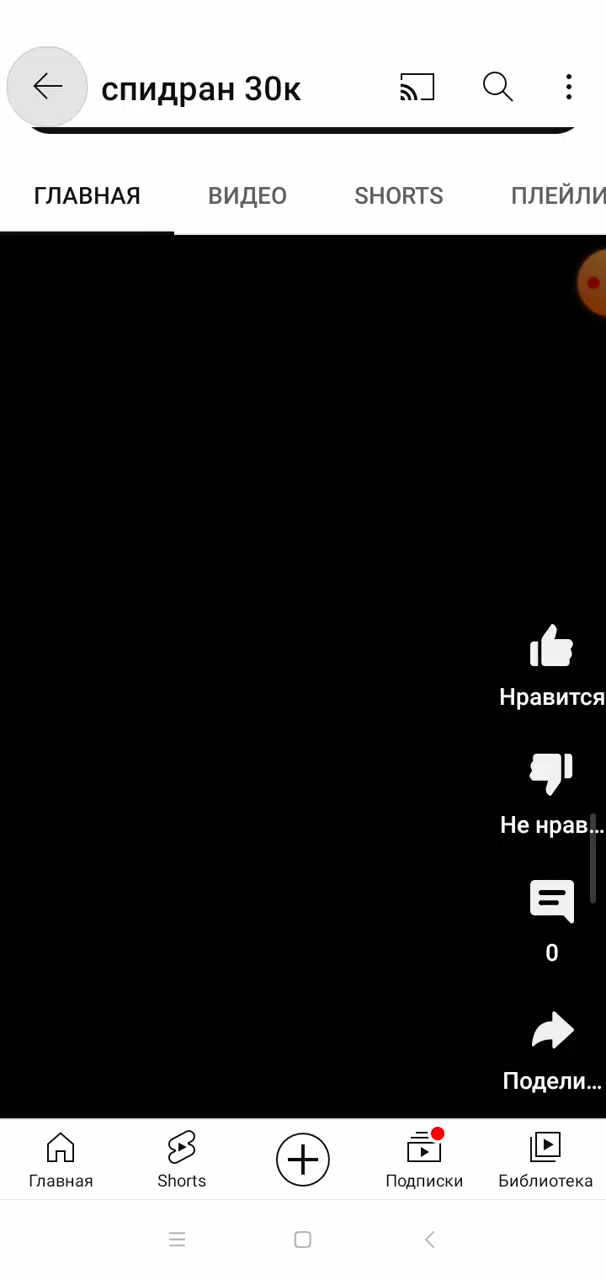 спидран 30к
ГЛАВНАЯ ВИДЕО SHORTS ПЛЕЙЛИ
Нравится
Не нрав...
0
Подели...
Главная Shorts Подписки Библиотека